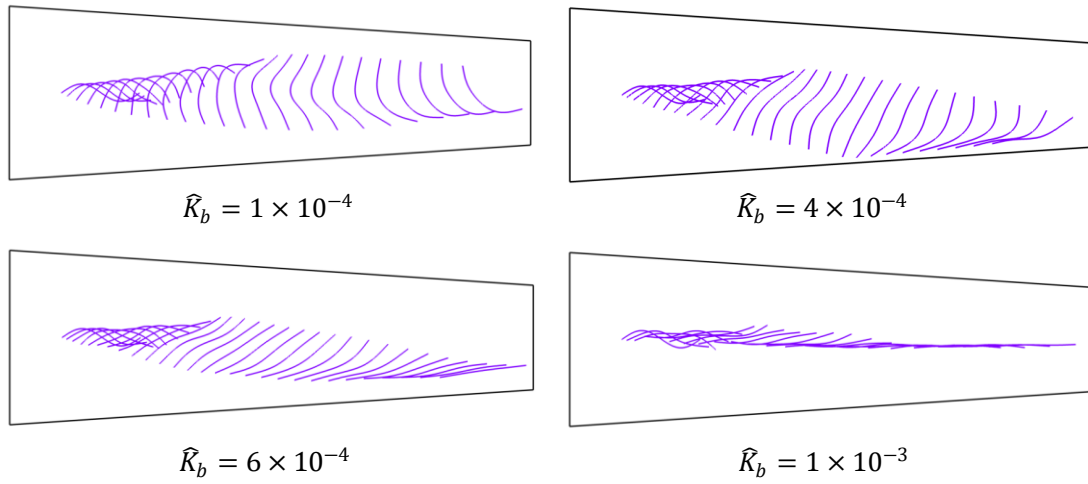 K̂_b = 1 × 10⁻⁴
K̂_b = 4 × 10⁻⁴
K̂_b = 6 × 10⁻⁴
K̂_b = 1 × 10⁻³